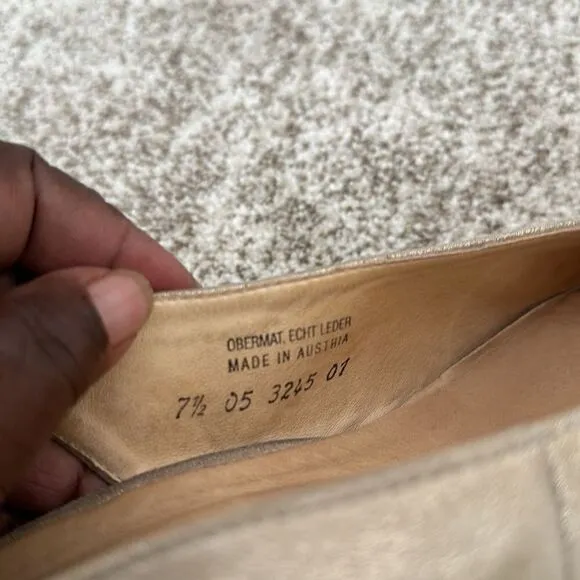 OBERMAT. ECHT LEDER
MADE IN AUSTRIA
7½ 05 3245 01